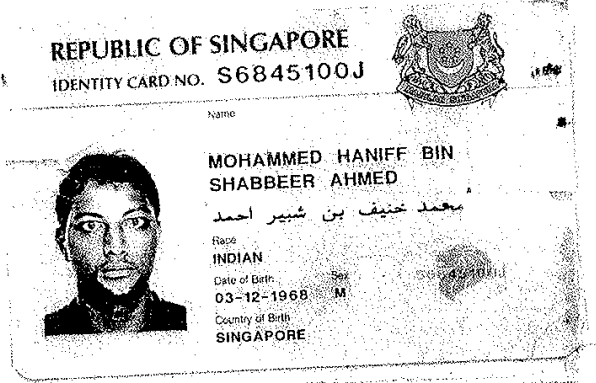 REPUBLIC OF SINGAPORE
IDENTITY CARD NO. S6845100J
Name
MOHAMMED HANIFF BIN
SHABBEER AHMED
محمد حنيف بن شبير احمد
Race
INDIAN
Date of Birth Sex
03-12-1968 M
Country of Birth
SINGAPORE